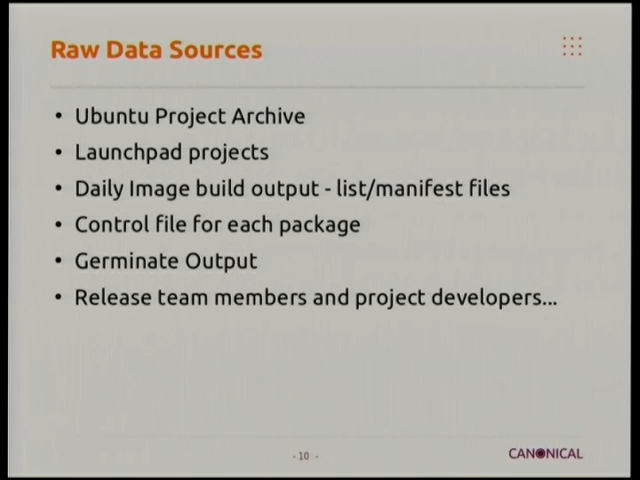 Raw Data Sources
• Ubuntu Project Archive
• Launchpad projects
• Daily Image build output - list/manifest files
• Control file for each package
• Germinate Output
• Release team members and project developers...
- 10 -
CANONICAL